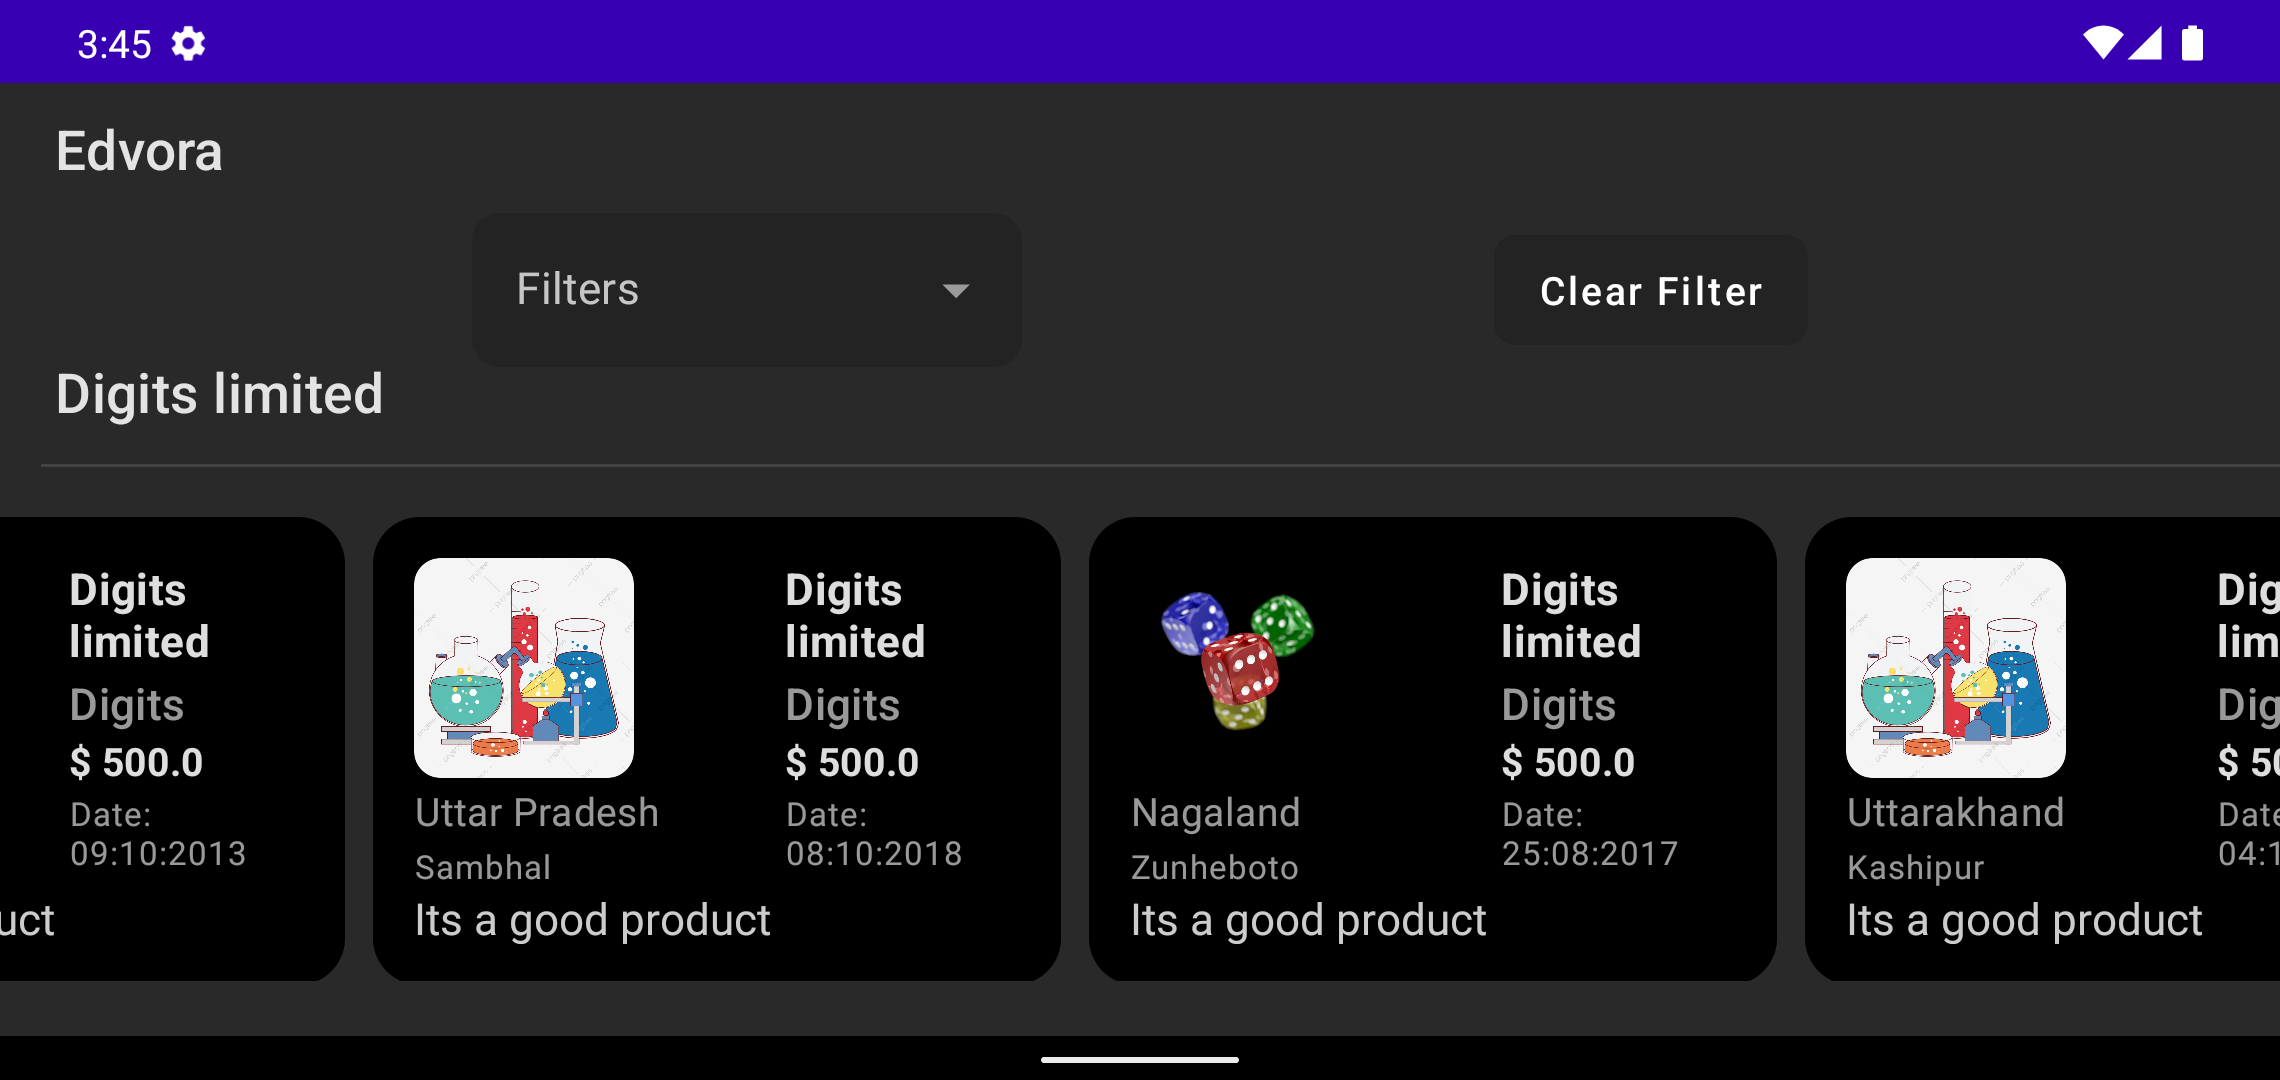 3:45
Edvora
Filters
Clear Filter
Digits limited
Digits
limited
Digits
$ 500.0
Date:
09:10:2013
uct
Digits
limited
Digits
$ 500.0
Uttar Pradesh
Date:
08:10:2018
Sambhal
Its a good product
Digits
limited
Digits
$ 500.0
Nagaland
Date:
25:08:2017
Zunheboto
Its a good product
Dig
lim
Dig
$ 50
Uttarakhand
Date
04:1
Kashipur
Its a good product